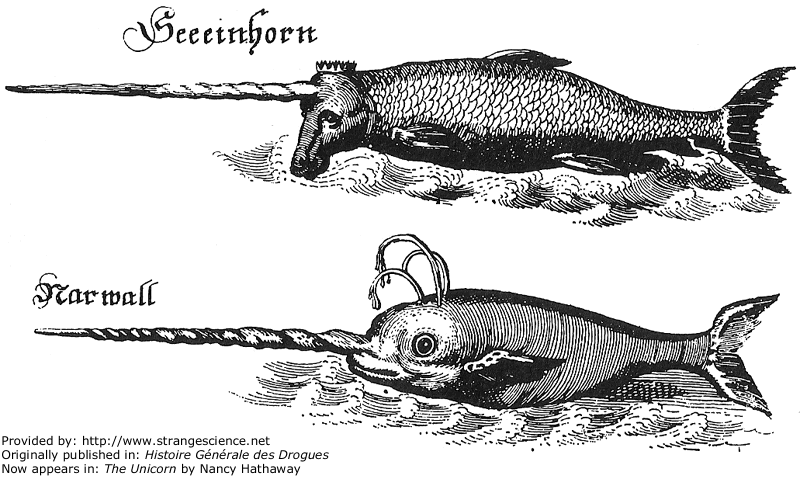 Seeeinhorn
Narwall
Provided by: http://www.strangescience.net
Originally published in: Histoire Générale des Drogues
Now appears in: The Unicorn by Nancy Hathaway